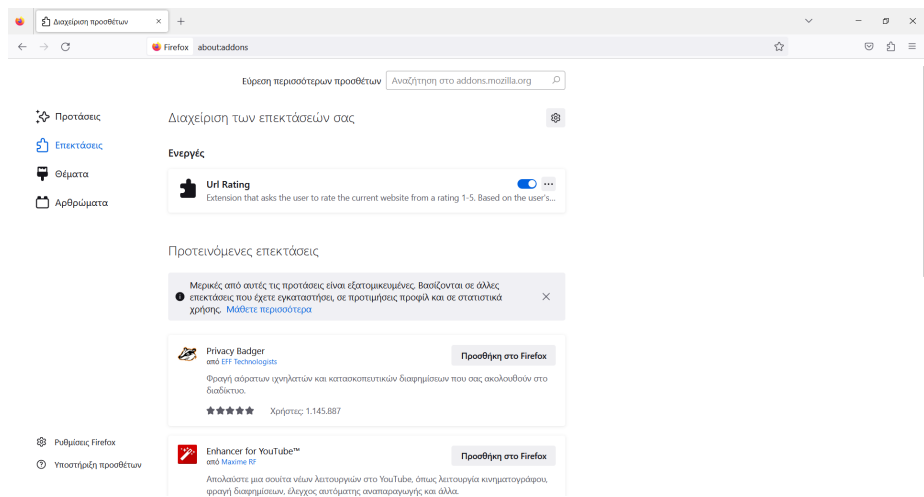 Διαχείριση προσθέτων
Firefox about:addons
Εύρεση περισσότερων προσθέτων Αναζήτηση στο addons.mozilla.org
Προτάσεις
Επεκτάσεις
Θέματα
Αρθρώματα
Διαχείριση των επεκτάσεών σας
Ενεργές
Url Rating
Extension that asks the user to rate the current website from a rating 1-5. Based on the user's...
Προτεινόμενες επεκτάσεις
Μερικές από αυτές τις προτάσεις είναι εξατομικευμένες. Βασίζονται σε άλλες
επεκτάσεις που έχετε εγκαταστήσει, σε προτιμήσεις προφίλ και σε στατιστικά
χρήσης. Μάθετε περισσότερα
Privacy Badger
από EFF Technologists
Προσθήκη στο Firefox
Φραγή αόρατων ιχνηλατών και κατασκοπευτικών διαφημίσεων που σας ακολουθούν στο
διαδίκτυο.
Χρήστες: 1.145.887
Enhancer for YouTube™
από Maxime RF
Προσθήκη στο Firefox
Απολαύστε μια σουίτα νέων λειτουργιών στο YouTube, όπως λειτουργία κινηματογράφου,
φραγή διαφημίσεων, έλεγχος αυτόματης αναπαραγωγής και άλλα.
Ρυθμίσεις Firefox
Υποστήριξη προσθέτων